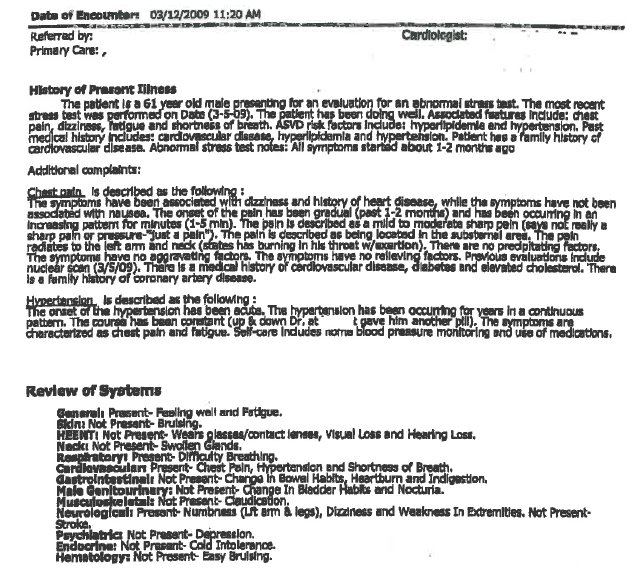 Date of Encounter: 03/12/2009 11:20 AM
Referred by: Cardiologist:
Primary Care: ,
History of Present Illness
The patient is a 61 year old male presenting for an evaluation for an abnormal stress test. The most recent
stress test was performed on Date (3-5-09). The patient has been doing well. Associated features include: chest
pain, dizziness, fatigue and shortness of breath. ASVD risk factors include: hyperlipidemia and hypertension. Past
medical history includes: cardiovascular disease, hyperlipidemia and hypertension. Patient has a family history of
cardiovascular disease. Abnormal stress test notes: All symptoms started about 1-2 months ago
Additional complaints:
Chest pain is described as the following :
The symptoms have been associated with dizziness and history of heart disease, while the symptoms have not been
associated with nausea. The onset of the pain has been gradual (past 1-2 months) and has been occurring in an
increasing pattern for minutes (1-5 min). The pain is described as a mild to moderate sharp pain (says not really a
sharp pain or pressure-"just a pain"). The pain is described as being located in the substernal area. The pain
radiates to the left arm and neck (states has burning in his throat w/exertion). There are no precipitating factors.
The symptoms have no aggravating factors. The symptoms have no relieving factors. Previous evaluations include
nuclear scan (3/5/09). There is a medical history of cardiovascular disease, diabetes and elevated cholesterol. There
is a family history of coronary artery disease.
Hypertension is described as the following :
The onset of the hypertension has been acute. The hypertension has been occurring for years in a continuous
pattern. The course has been constant (up & down Dr. at t gave him another pill). The symptoms are
characterized as chest pain and fatigue. Self-care includes home blood pressure monitoring and use of medications.
Review of Systems
General: Present- Feeling well and Fatigue.
Skin: Not Present- Bruising.
HEENT: Not Present- Wears glasses/contact lenses, Visual Loss and Hearing Loss.
Neck: Not Present- Swollen Glands.
Respiratory: Present- Difficulty Breathing.
Cardiovascular: Present- Chest Pain, Hypertension and Shortness of Breath.
Gastrointestinal: Not Present- Change in Bowel Habits, Heartburn and Indigestion.
Male Genitourinary: Not Present- Change In Bladder Habits and Nocturia.
Musculoskeletal: Not Present- Claudication.
Neurological: Present- Numbness (Lft arm & legs), Dizziness and Weakness In Extremities. Not Present-
Stroke.
Psychiatric: Not Present- Depression.
Endocrine: Not Present- Cold Intolerance.
Hematology: Not Present- Easy Bruising.